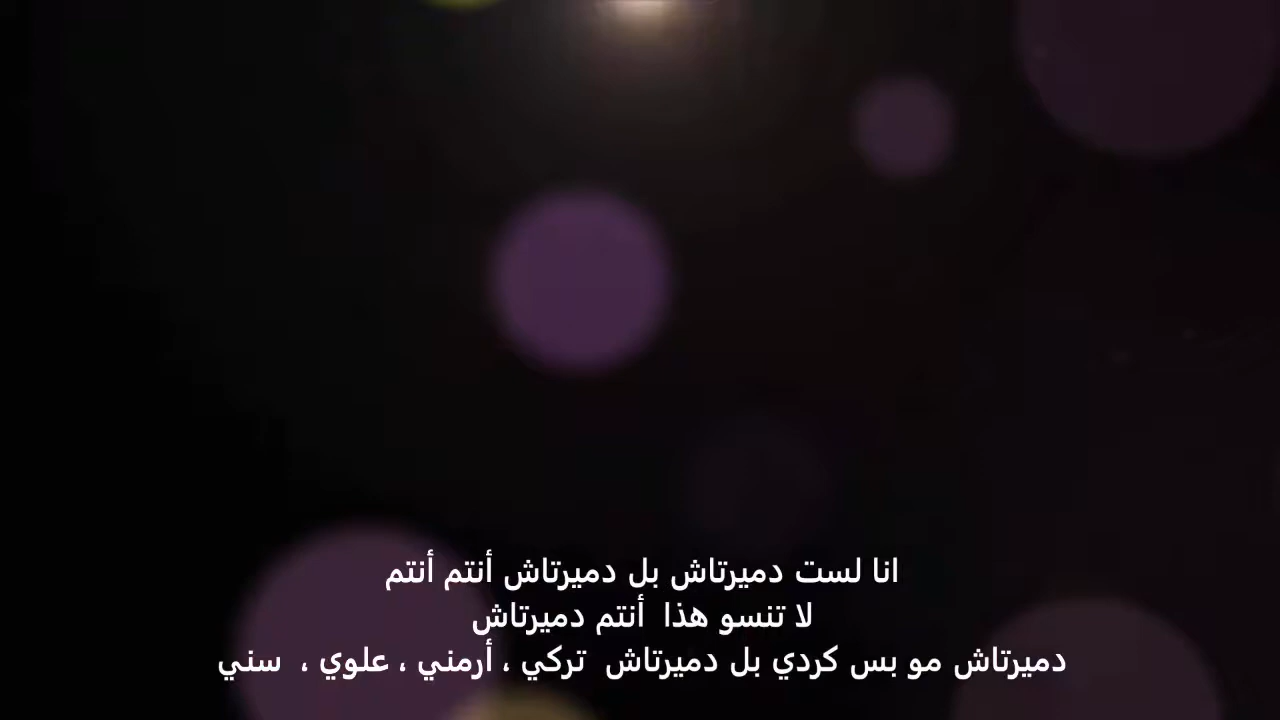 انا لست دميرتاش بل دميرتاش أنتم أنتم
لا تنسو هذا أنتم دميرتاش
دميرتاش مو بس كردي بل دميرتاش تركي ، أرمني ، علوي ، سني